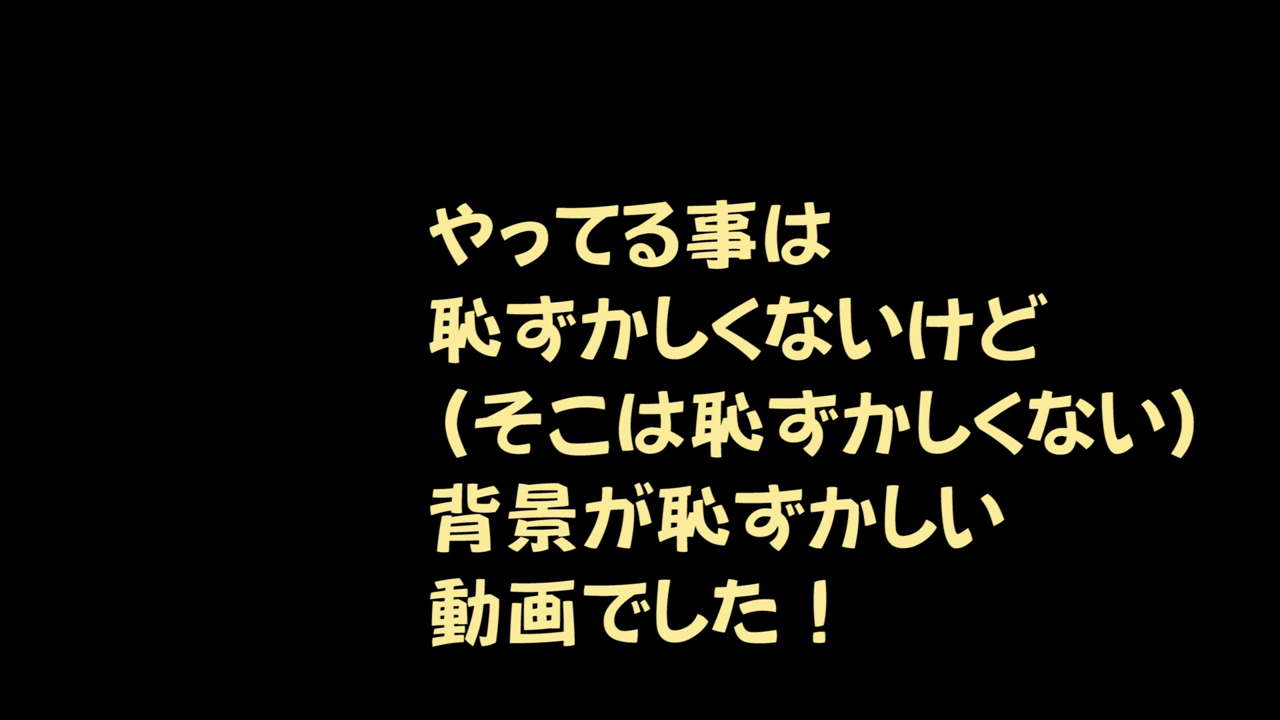 やってる事は
恥ずかしくないけど
（そこは恥ずかしくない）
背景が恥ずかしい
動画でした！